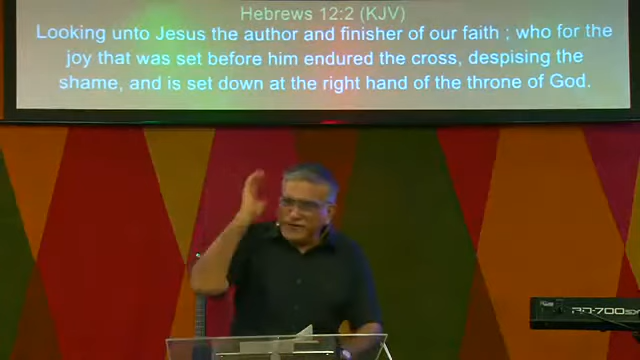 Hebrews 12:2 (KJV)
Looking unto Jesus the author and finisher of our faith ; who for the
joy that was set before him endured the cross, despising the
shame, and is set down at the right hand of the throne of God.
RD-700SX